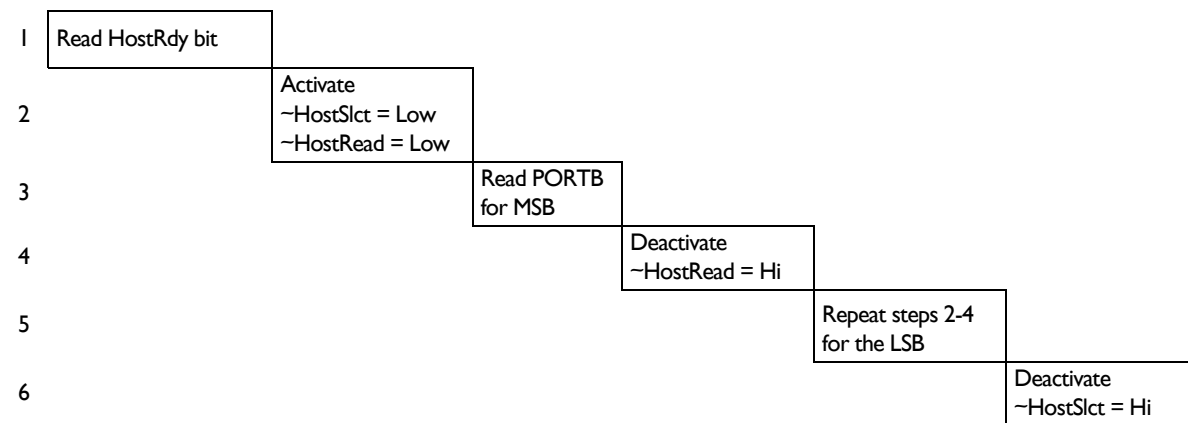 1 Read HostRdy bit
Activate
2 ~HostSlct = Low
~HostRead = Low
Read PORTB
3
for MSB
Deactivate
4
~HostRead = Hi
Repeat steps 2-4
5
for the LSB
Deactivate
6
~HostSlct = Hi